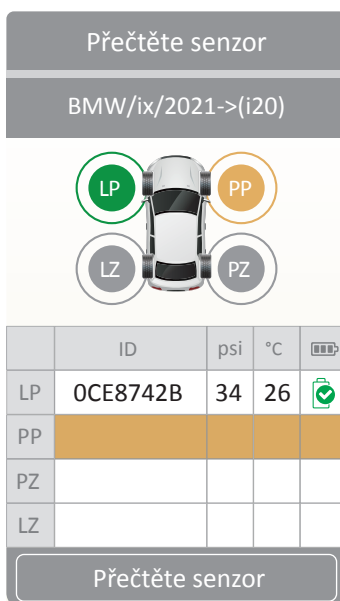 Přečtěte senzor
BMW/ix/2021->(i20)
LP PP
LZ PZ
ID psi °C
LP 0CE8742B 34 26
PP
PZ
LZ
Přečtěte senzor